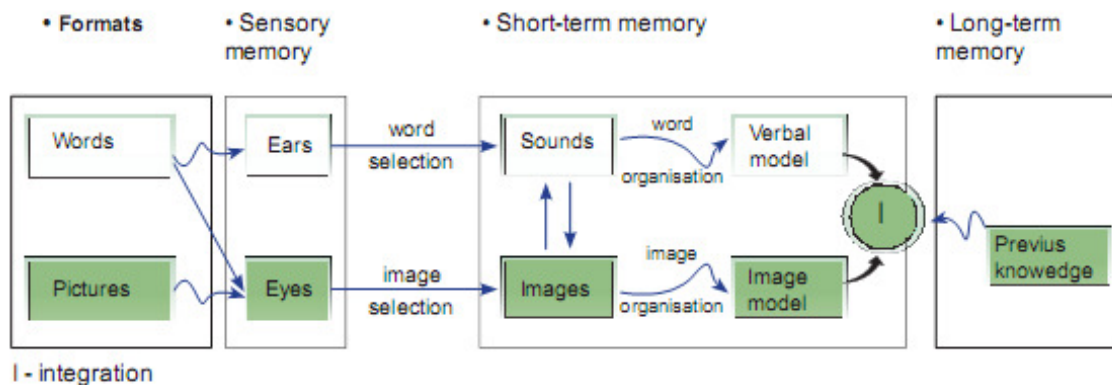 • Formats
• Sensory
memory
• Short-term memory
• Long-term
memory
Words
Ears
word
selection
Sounds
word
organisation
Verbal
model
I
Previus
knowedge
Pictures
Eyes
image
selection
Images
image
organisation
Image
model
I - integration